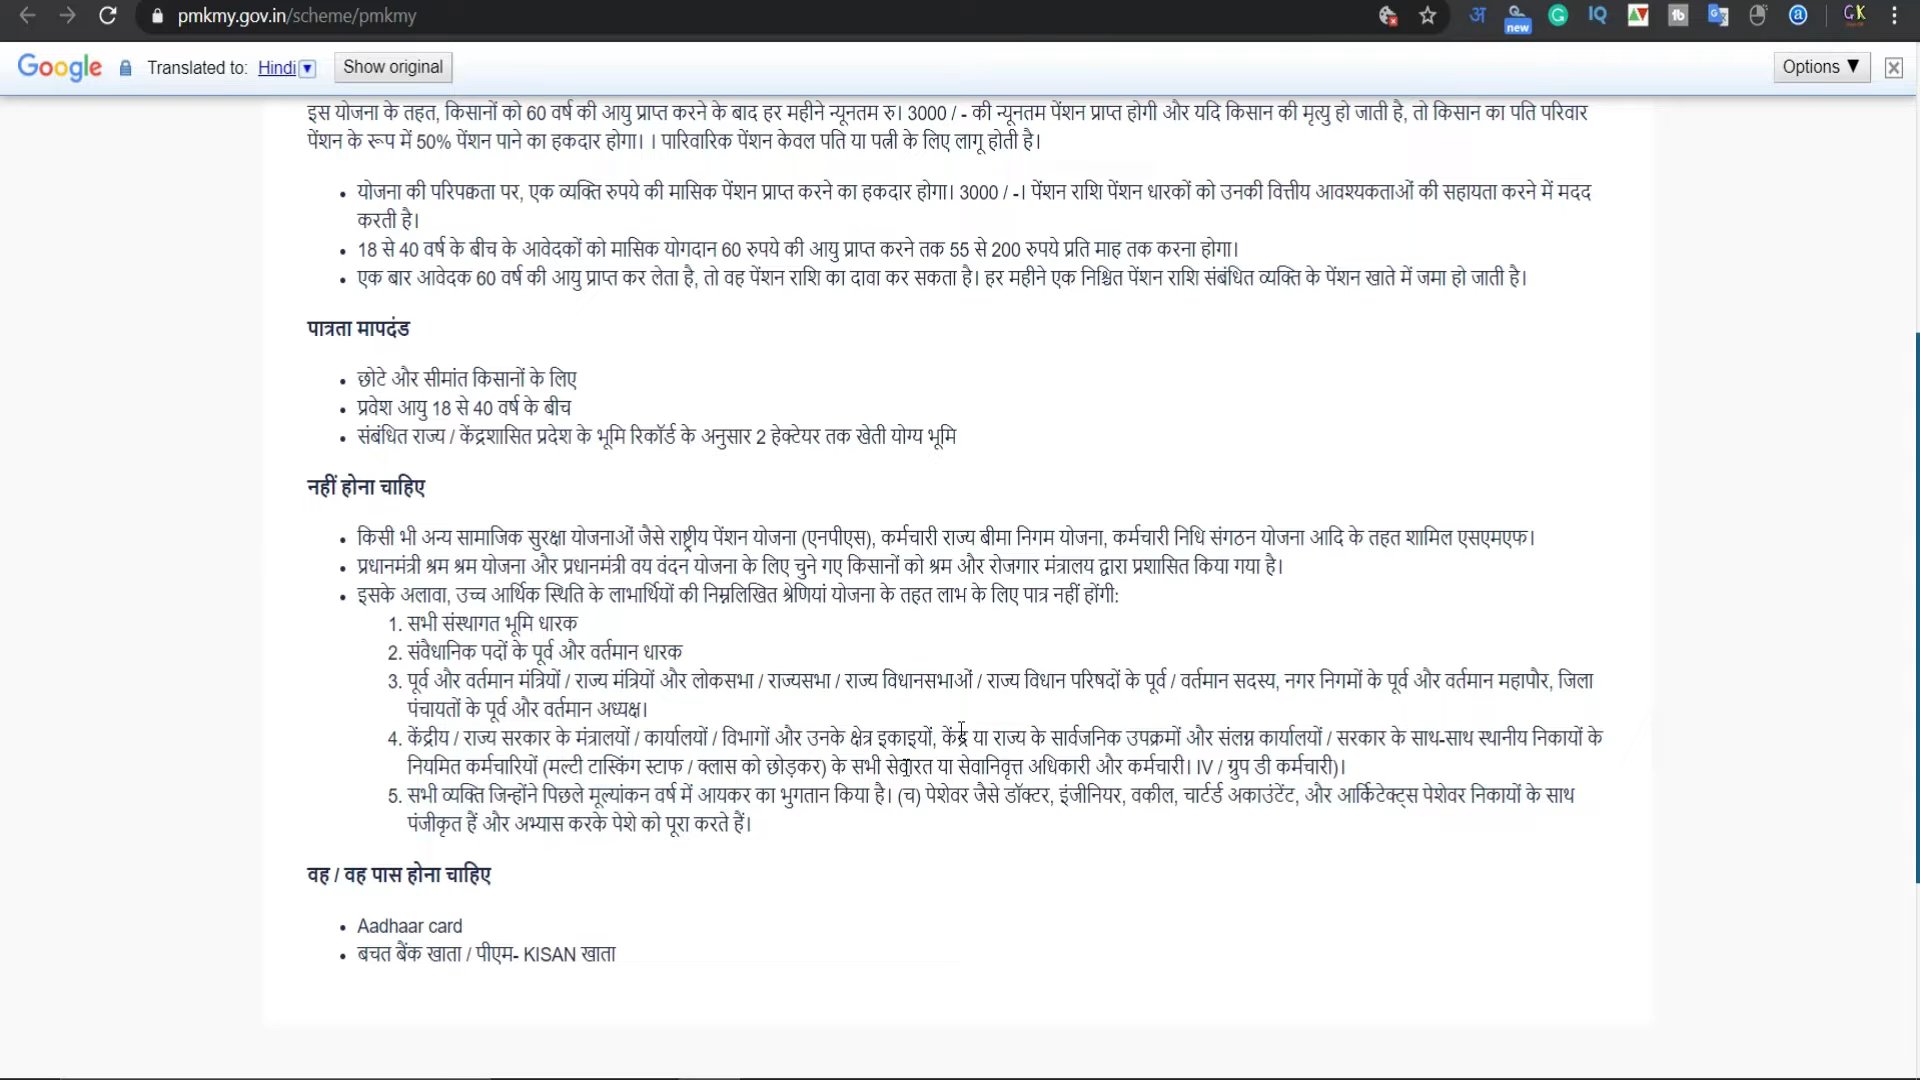 pmkmy.gov.in/scheme/pmkmy
new
GK
Google Translated to: Hindi Show original Options ▼
इस योजना के तहत, किसानों को 60 वर्ष की आयु प्राप्त करने के बाद हर महीने न्यूनतम रु। 3000 / - की न्यूनतम पेंशन प्राप्त होगी और यदि किसान की मृत्यु हो जाती है, तो किसान का पति परिवार
पेंशन के रूप में 50% पेंशन पाने का हकदार होगा। । पारिवारिक पेंशन केवल पति या पत्नी के लिए लागू होती है।
• योजना की परिपक्वता पर, एक व्यक्ति रुपये की मासिक पेंशन प्राप्त करने का हकदार होगा। 3000 / -। पेंशन राशि पेंशन धारकों को उनकी वित्तीय आवश्यकताओं की सहायता करने में मदद
करती है।
• 18 से 40 वर्ष के बीच के आवेदकों को मासिक योगदान 60 रुपये की आयु प्राप्त करने तक 55 से 200 रुपये प्रति माह तक करना होगा।
• एक बार आवेदक 60 वर्ष की आयु प्राप्त कर लेता है, तो वह पेंशन राशि का दावा कर सकता है। हर महीने एक निश्चित पेंशन राशि संबंधित व्यक्ति के पेंशन खाते में जमा हो जाती है।
पात्रता मापदंड
• छोटे और सीमांत किसानों के लिए
• प्रवेश आयु 18 से 40 वर्ष के बीच
• संबंधित राज्य / केंद्रशासित प्रदेश के भूमि रिकॉर्ड के अनुसार 2 हेक्टेयर तक खेती योग्य भूमि
नहीं होना चाहिए
• किसी भी अन्य सामाजिक सुरक्षा योजनाओं जैसे राष्ट्रीय पेंशन योजना (एनपीएस), कर्मचारी राज्य बीमा निगम योजना, कर्मचारी निधि संगठन योजना आदि के तहत शामिल एसएमएफ।
• प्रधानमंत्री श्रम श्रम योजना और प्रधानमंत्री वय वंदन योजना के लिए चुने गए किसानों को श्रम और रोजगार मंत्रालय द्वारा प्रशासित किया गया है।
• इसके अलावा, उच्च आर्थिक स्थिति के लाभार्थियों की निम्नलिखित श्रेणियां योजना के तहत लाभ के लिए पात्र नहीं होंगी:
1. सभी संस्थागत भूमि धारक
2. संवैधानिक पदों के पूर्व और वर्तमान धारक
3. पूर्व और वर्तमान मंत्रियों / राज्य मंत्रियों और लोकसभा / राज्यसभा / राज्य विधानसभाओं / राज्य विधान परिषदों के पूर्व / वर्तमान सदस्य, नगर निगमों के पूर्व और वर्तमान महापौर, जिला
पंचायतों के पूर्व और वर्तमान अध्यक्ष।
4. केंद्रीय / राज्य सरकार के मंत्रालयों / कार्यालयों / विभागों और उनके क्षेत्र इकाइयों, केंद्र या राज्य के सार्वजनिक उपक्रमों और संलग्न कार्यालयों / सरकार के साथ-साथ स्थानीय निकायों के
नियमित कर्मचारियों (मल्टी टास्किंग स्टाफ / क्लास को छोड़कर) के सभी सेवारत या सेवानिवृत्त अधिकारी और कर्मचारी। IV / ग्रुप डी कर्मचारी)।
5. सभी व्यक्ति जिन्होंने पिछले मूल्यांकन वर्ष में आयकर का भुगतान किया है। (च) पेशेवर जैसे डॉक्टर, इंजीनियर, वकील, चार्टर्ड अकाउंटेंट, और आर्किटेक्ट्स पेशेवर निकायों के साथ
पंजीकृत हैं और अभ्यास करके पेशे को पूरा करते हैं।
वह / वह पास होना चाहिए
• Aadhaar card
• बचत बैंक खाता / पीएम- KISAN खाता